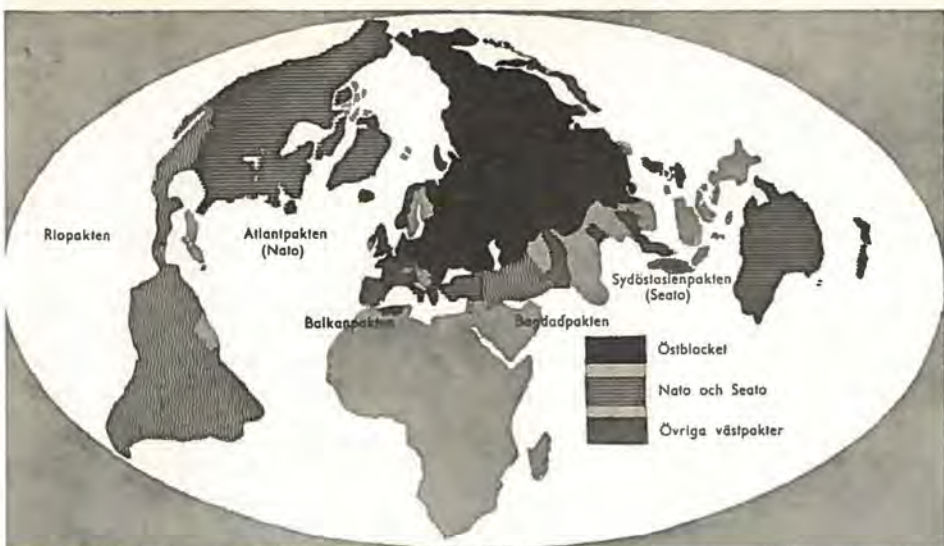 Riopakten
Atlantpakten
(Nato)
Balkanpakten
Bagdadpakten
Sydöstasienpakten
(Seato)
Östblocket
Nato och Seato
Övriga västpakter